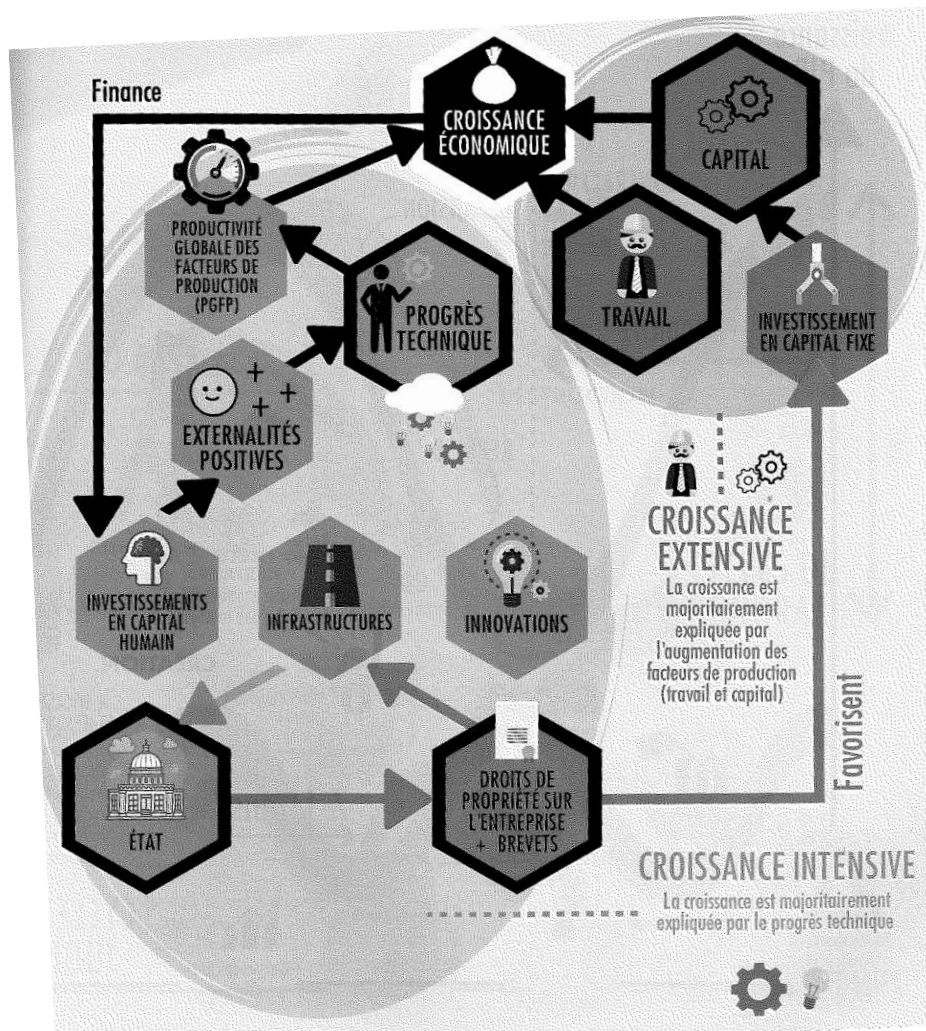 Finance
CROISSANCE
ÉCONOMIQUE
CAPITAL
PRODUCTIVITÉ
GLOBALE DES
FACTEURS DE
PRODUCTION
(PGFP)
PROGRÈS
TECHNIQUE
TRAVAIL
INVESTISSEMENT
EN CAPITAL FIXE
EXTERNALITÉS
POSITIVES
CROISSANCE
EXTENSIVE
La croissance est
majoritairement
expliquée par
l'augmentation des
facteurs de production
(travail et capital)
INVESTISSEMENTS
EN CAPITAL
HUMAIN
INFRASTRUCTURES
INNOVATIONS
Favorisent
ÉTAT
DROITS DE
PROPRIÉTÉ SUR
L'ENTREPRISE
+ BREVETS
CROISSANCE INTENSIVE
La croissance est majoritairement
expliquée par le progrès technique